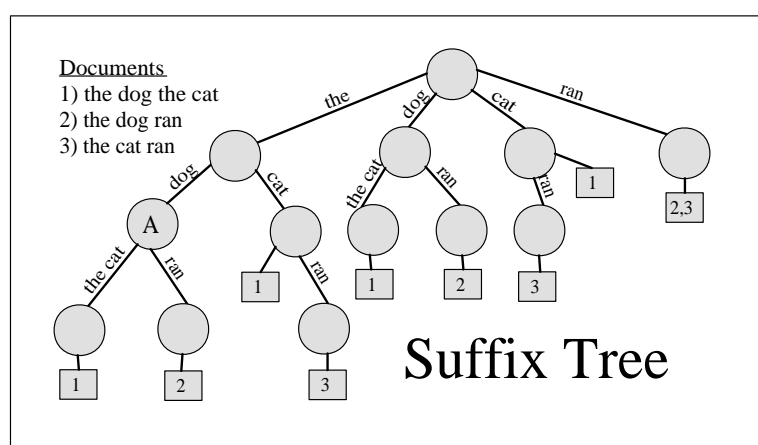 Documents
1) the dog the cat
2) the dog ran
3) the cat ran
the
dog
cat
ran
dog
cat
the cat
ran
ran
1
2,3
A
the cat
ran
1
ran
1
2
3
1
2
3
Suffix Tree